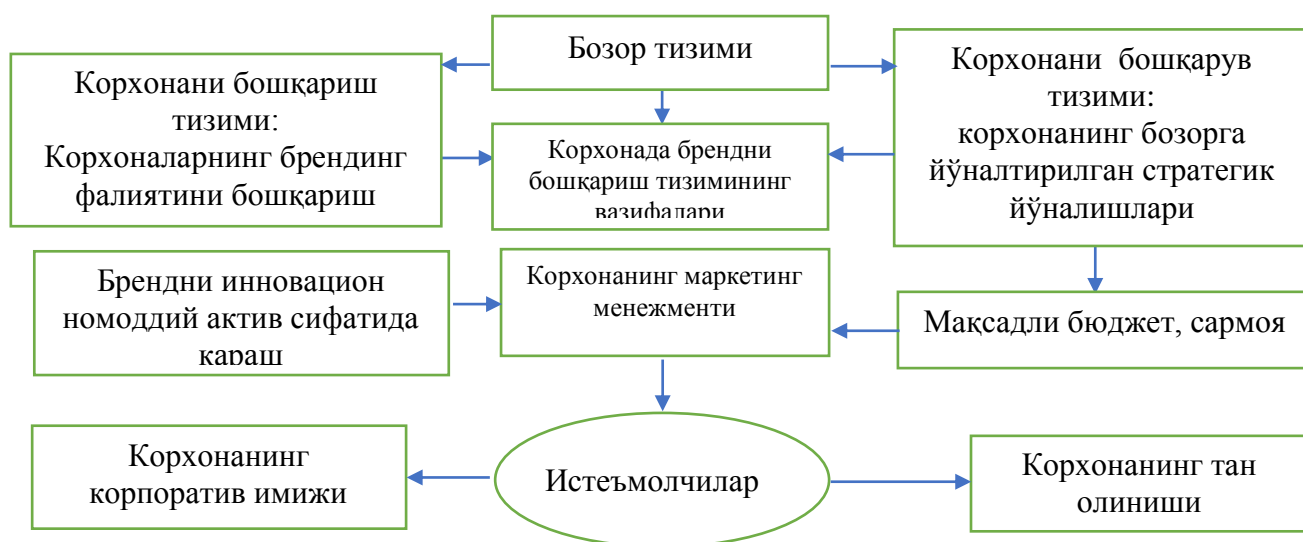 Бозор тизими
Корхонани бошқариш
тизими:
Корхоналарнинг брендинг
фалиятини бошқариш
Корхонани бошқарув
тизими:
корхонанинг бозорга
йўналтирилган стратегик
йўналишлари
Корхонада брендни
бошқариш тизимининг
вазифалари
Брендни инновацион
номоддий актив сифатида
қараш
Корхонанинг маркетинг
менежменти
Мақсадли бюджет, сармоя
Корхонанинг
корпоратив имижи
Истеъмолчилар
Корхонанинг тан
олиниши